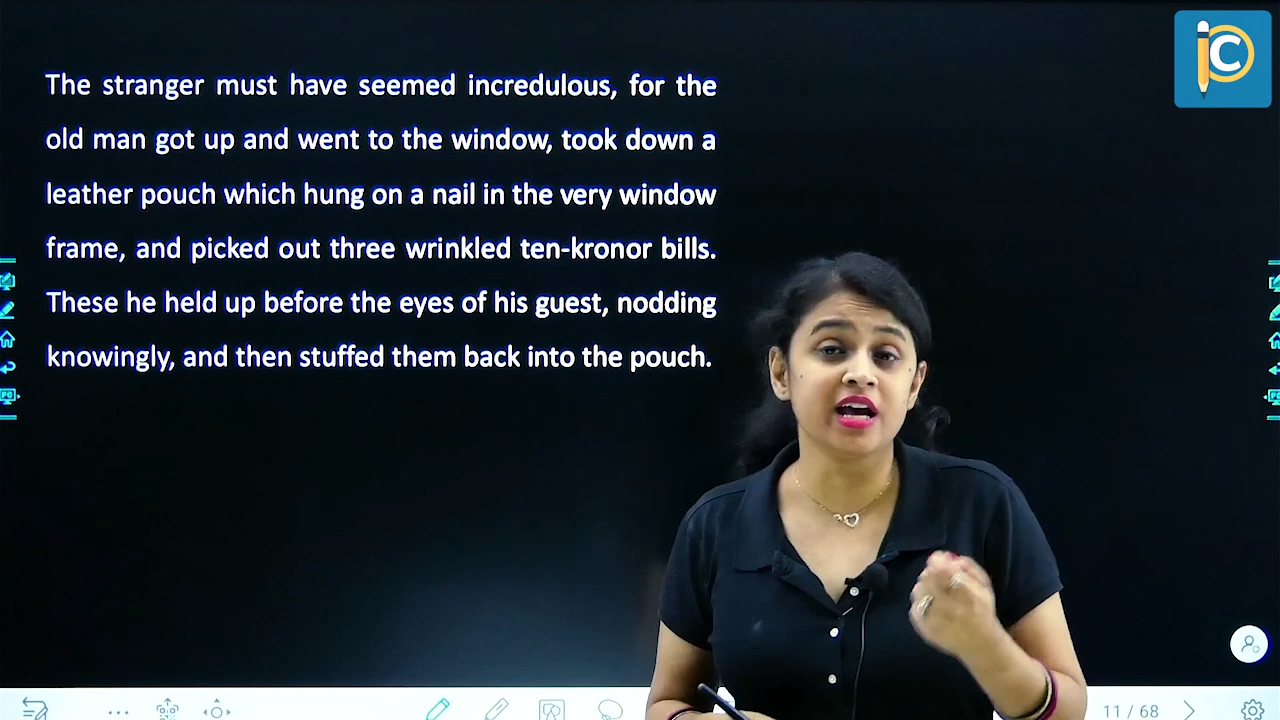 The stranger must have seemed incredulous, for the
old man got up and went to the window, took down a
leather pouch which hung on a nail in the very window
frame, and picked out three wrinkled ten-kronor bills.
These he held up before the eyes of his guest, nodding
knowingly, and then stuffed them back into the pouch.
11 / 68